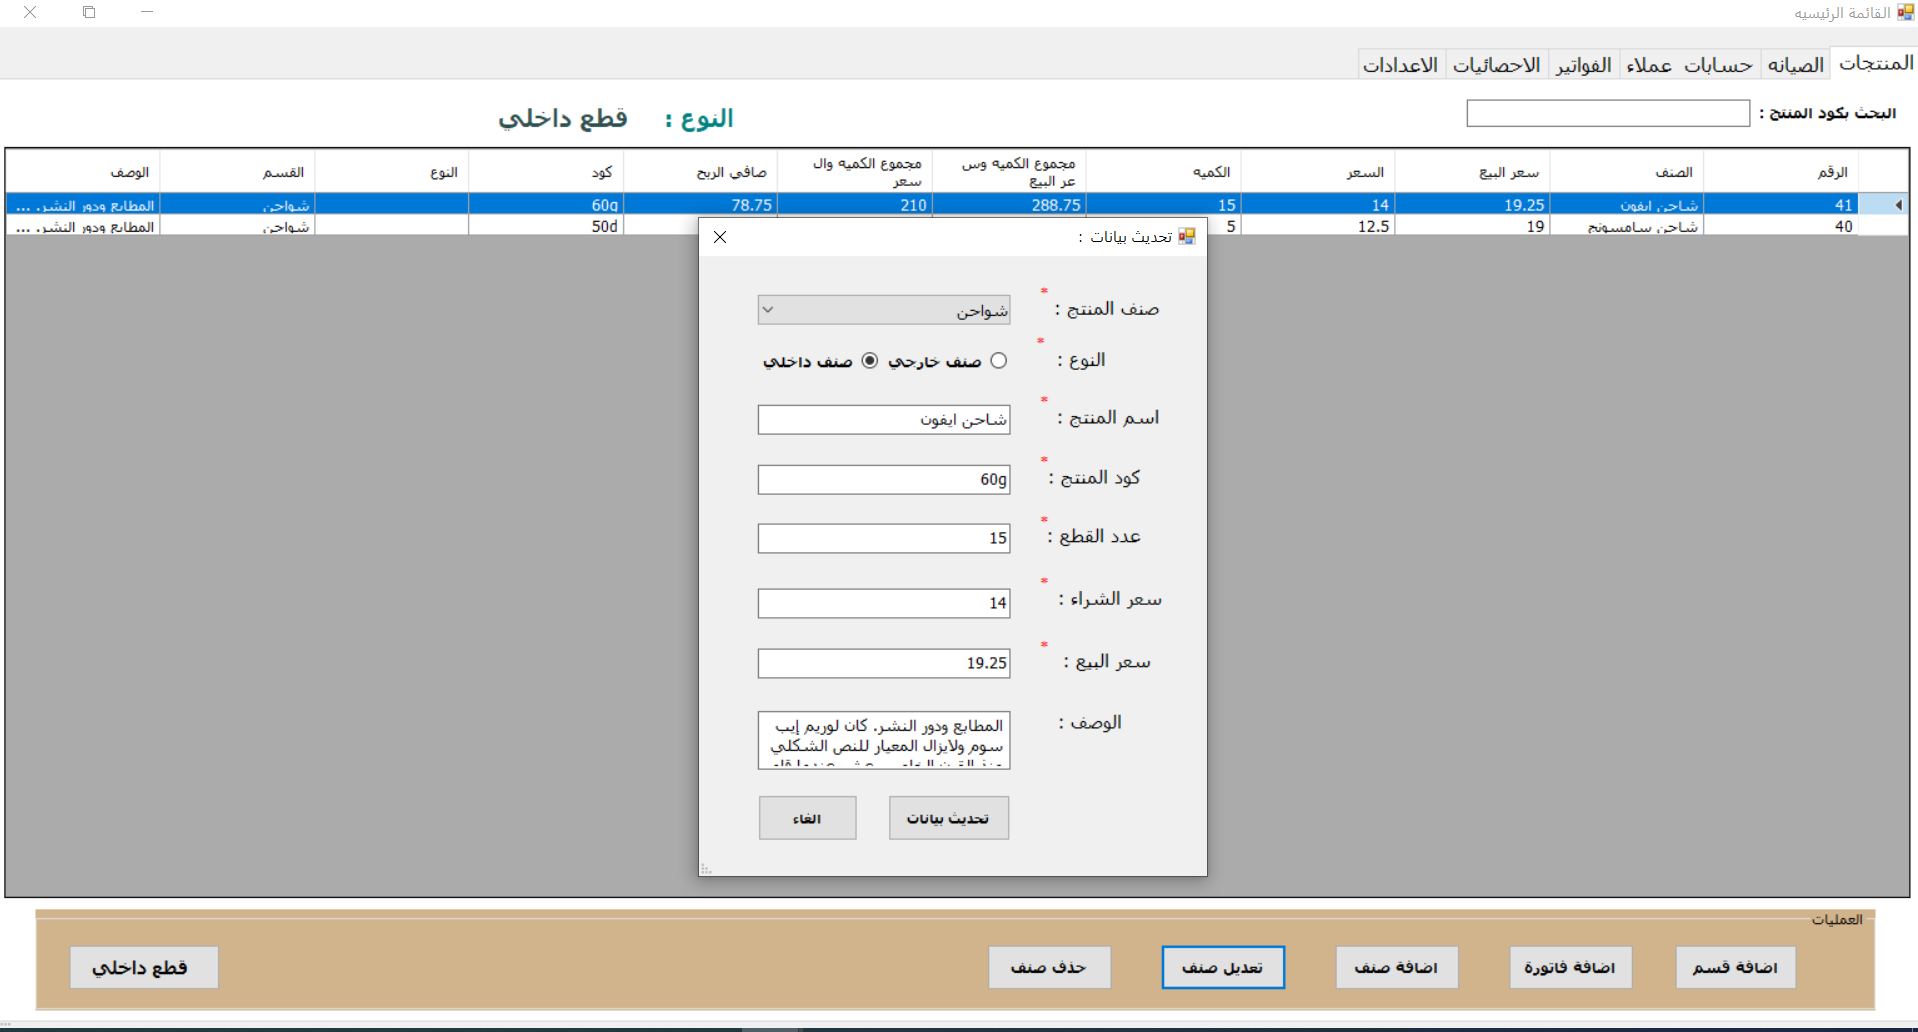 القائمة الرئيسيه
المنتجات
الصيانه
حسابات عملاء
الفواتير
الاحصائيات
الاعدادات
البحث بكود المنتج :
النوع : قطع داخلي
الرقم
الصنف
سعر البيع
السعر
الكميه
مجموع الكميه وس
عر البيع
مجموع الكميه وال
سعر
صافي الربح
كود
النوع
القسم
الوصف
41 شاحن ايفون 19.25 14 15 288.75 210 78.75 60g شواحن المطابع ودور النشر. ...
40 شاحن سامسونج 19 12.5 5 50d شواحن المطابع ودور النشر. ...
تحديث بيانات :
صنف المنتج : *
شواحن
النوع : *
صنف خارجي
صنف داخلي
اسم المنتج : *
شاحن ايفون
كود المنتج : *
60g
عدد القطع : *
15
سعر الشراء : *
14
سعر البيع : *
19.25
الوصف :
المطابع ودور النشر. كان لوريم إيب
سوم ولايزال المعيار للنص الشكلي
تحديث بيانات
الغاء
العمليات
اضافة قسم
اضافة فاتورة
اضافة صنف
تعديل صنف
حذف صنف
قطع داخلي